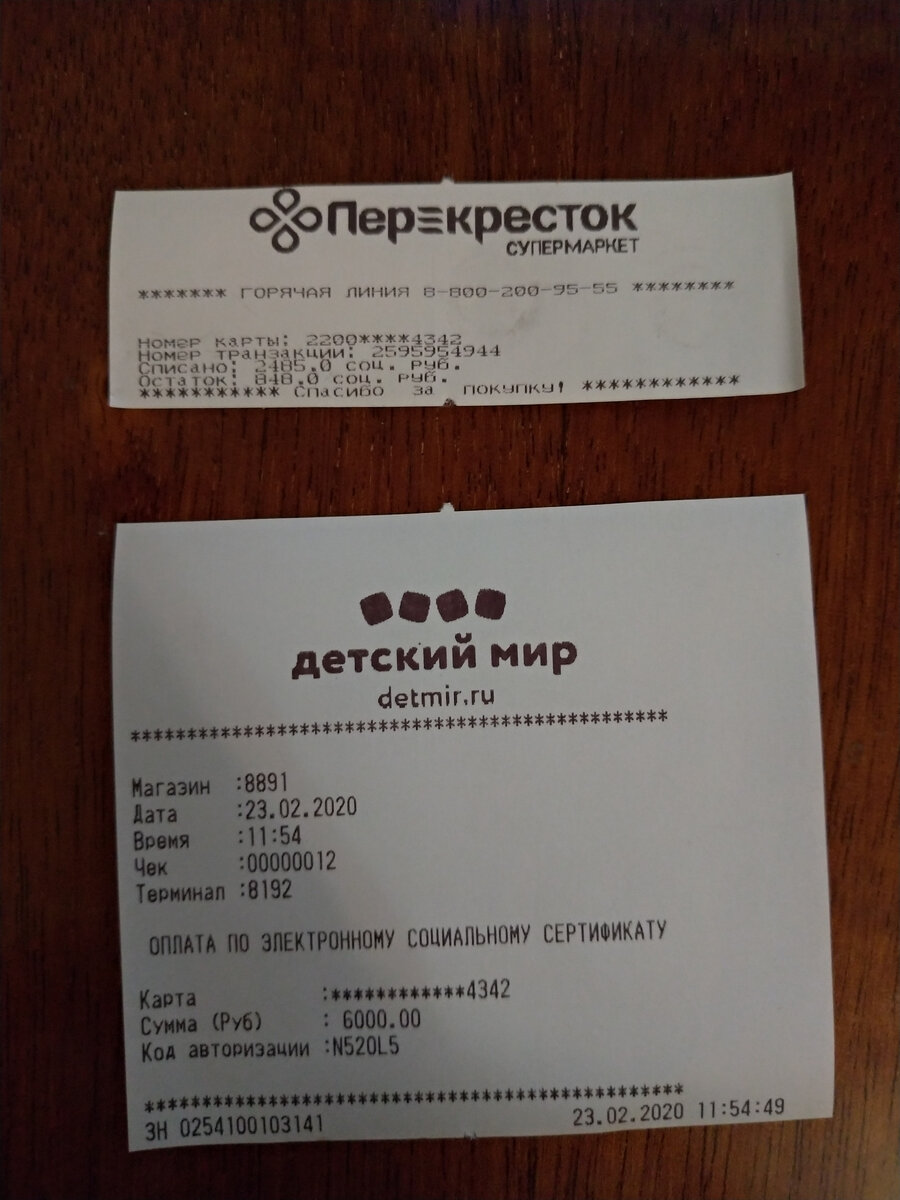 Перекресток
СУПЕРМАРКЕТ
******* ГОРЯЧАЯ ЛИНИЯ 8-800-200-95-55 ********
Номер карты: 2200****4342
Номер транзакции: 2595954944
Списано: 2485.0 соц. руб.
Остаток: 848.0 соц. руб.
*********** Спасибо за покупку! ************
детский мир
detmir.ru
************************************************
Магазин :8891
Дата :23.02.2020
Время :11:54
Чек :00000012
Терминал :8192
ОПЛАТА ПО ЭЛЕКТРОННОМУ СОЦИАЛЬНОМУ СЕРТИФИКАТУ
Карта :************4342
Сумма (Руб) : 6000.00
Код авторизации :N520L5
************************************************
ЗН 0254100103141 23.02.2020 11:54:49